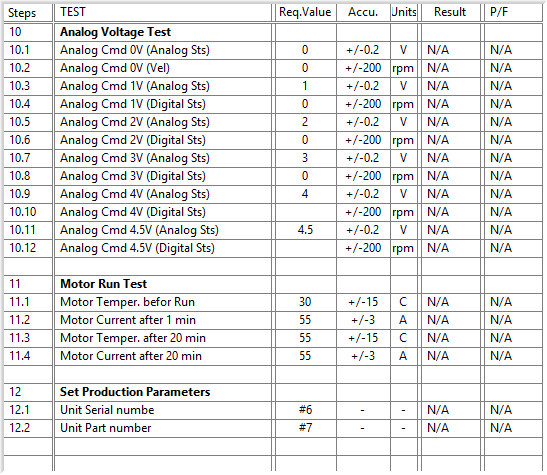 Steps TEST Req.Value Accu. Units Result P/F
10 Analog Voltage Test
10.1 Analog Cmd 0V (Analog Sts) 0 +/-0.2 V N/A N/A
10.2 Analog Cmd 0V (Vel) 0 +/-200 rpm N/A N/A
10.3 Analog Cmd 1V (Analog Sts) 1 +/-0.2 V N/A N/A
10.4 Analog Cmd 1V (Digital Sts) 0 +/-200 rpm N/A N/A
10.5 Analog Cmd 2V (Analog Sts) 2 +/-0.2 V N/A N/A
10.6 Analog Cmd 2V (Digital Sts) 0 +/-200 rpm N/A N/A
10.7 Analog Cmd 3V (Analog Sts) 3 +/-0.2 V N/A N/A
10.8 Analog Cmd 3V (Digital Sts) 0 +/-200 rpm N/A N/A
10.9 Analog Cmd 4V (Analog Sts) 4 +/-0.2 V N/A N/A
10.10 Analog Cmd 4V (Digital Sts) +/-200 rpm N/A N/A
10.11 Analog Cmd 4.5V (Analog Sts) 4.5 +/-0.2 V N/A N/A
10.12 Analog Cmd 4.5V (Digital Sts) +/-200 rpm N/A N/A
11 Motor Run Test
11.1 Motor Temper. befor Run 30 +/-15 C N/A N/A
11.2 Motor Current after 1 min 55 +/-3 A N/A N/A
11.3 Motor Temper. after 20 min 55 +/-15 C N/A N/A
11.4 Motor Current after 20 min 55 +/-3 A N/A N/A
12 Set Production Parameters
12.1 Unit Serial numbe #6 - - N/A N/A
12.2 Unit Part number #7 - - N/A N/A